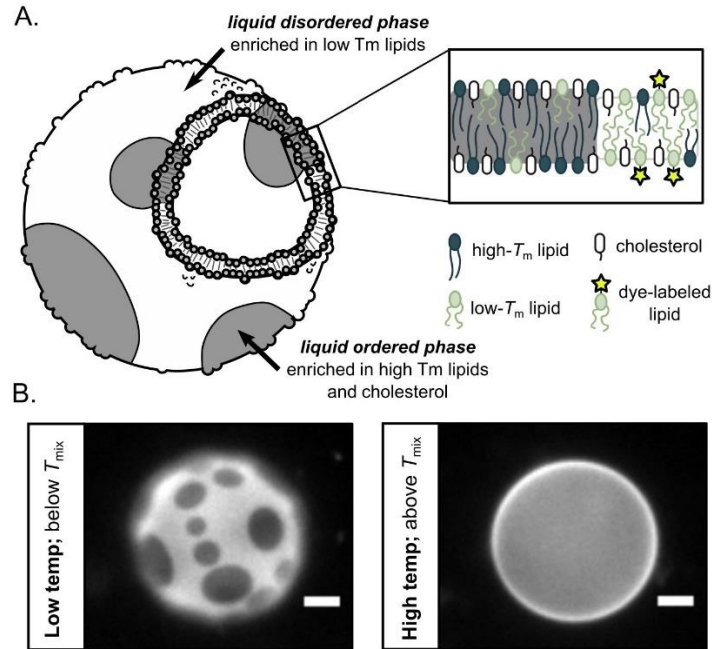 A.
liquid disordered phase
enriched in low Tm lipids
high-Tm lipid
cholesterol
low-Tm lipid
dye-labeled
lipid
liquid ordered phase
enriched in high Tm lipids
and cholesterol
B.
Low temp; below Tmix
High temp; above Tmix